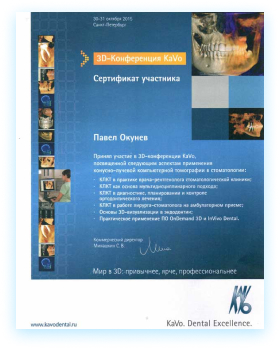 30-31 октября 2015
Санкт-Петербург
3D-Конференция KaVo
Сертификат участника
Павел Окунев
Принял участие в 3D-конференции KaVo,
посвященной следующим аспектам применения
конусно-лучевой компьютерной томографии в стоматологии:
КЛКТ в практике врача-рентгенолога стоматологической клиники;
КЛКТ как основа мультидисциплинарного подхода;
КЛКТ в диагностике, планировании и контроле
ортодонтического лечения;
КЛКТ в работе хирурга-стоматолога на амбулаторном приеме;
Основы 3D-визуализации в эндодонтии;
Практическое применение ПО OnDemand 3D и InVivo Dental.
Коммерческий директор
Мир в 3D: привычнее, ярче, профессиональнее
KaVo
www.kavodental.ru
KaVo. Dental Excellence.